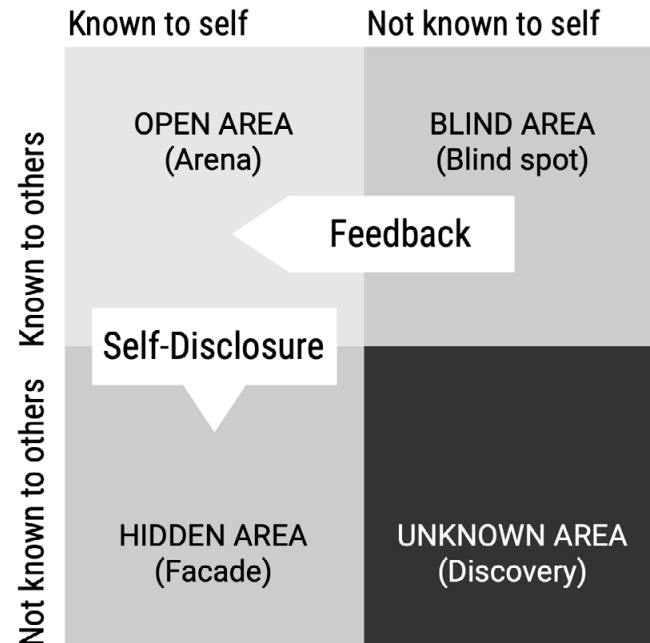 Known to self
Not known to self
Known to others
OPEN AREA
(Arena)
BLIND AREA
(Blind spot)
Feedback
Self-Disclosure
Not known to others
HIDDEN AREA
(Facade)
UNKNOWN AREA
(Discovery)